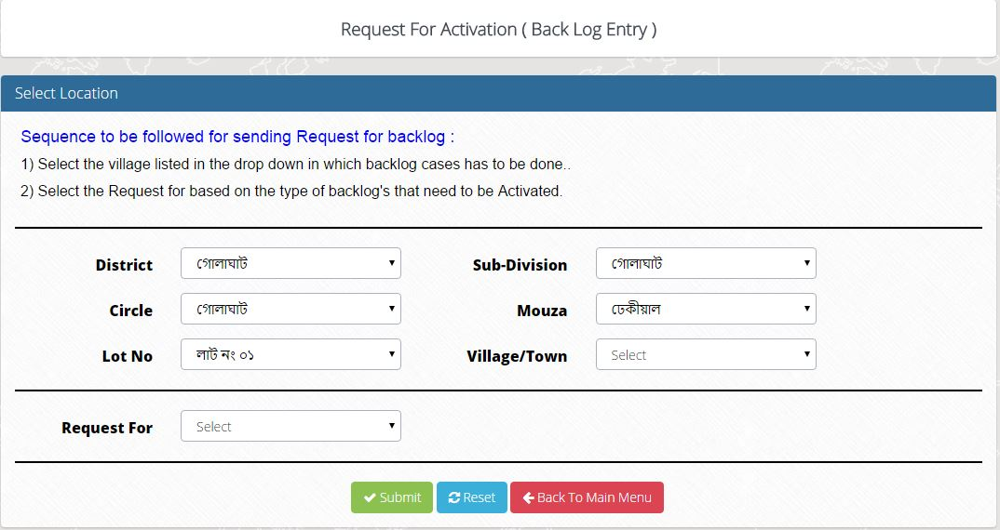 Request For Activation ( Back Log Entry )
Select Location
Sequence to be followed for sending Request for backlog :
1) Select the village listed in the drop down in which backlog cases has to be done..
2) Select the Request for based on the type of backlog's that need to be Activated.
District গোলাঘাট Sub-Division গোলাঘাট
Circle গোলাঘাট Mouza ঢেকীয়াল
Lot No লাট নং ০১ Village/Town Select
Request For Select
Submit Reset Back To Main Menu